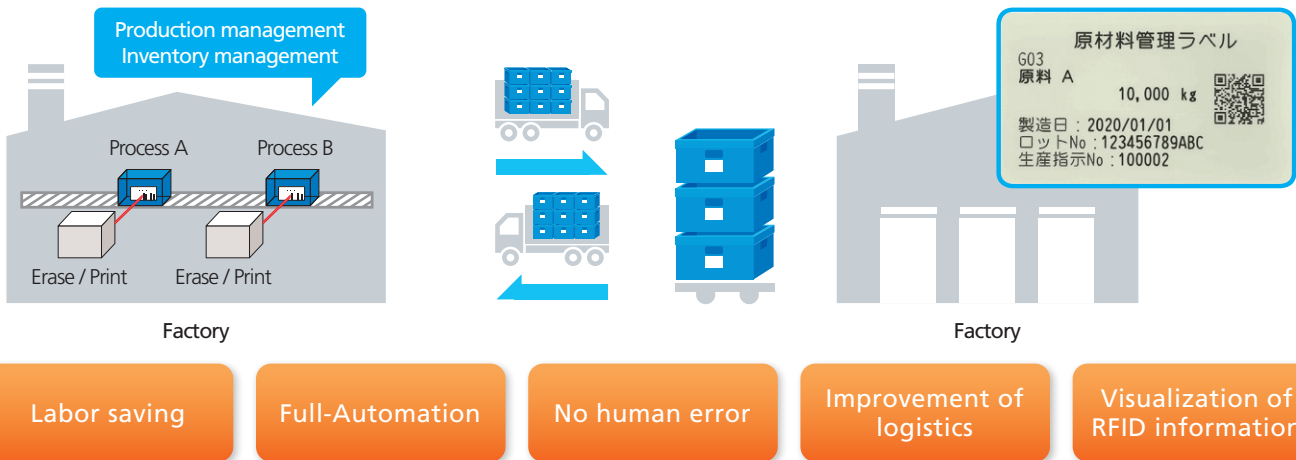 Production management
Inventory management
Process A
Process B
Erase / Print
Erase / Print
Factory
原材料管理ラベル
G03
原料 A
10,000 kg
製造日:2020/01/01
ロットNo:123456789ABC
生産指示No:100002
Factory
Labor saving
Full-Automation
No human error
Improvement of
logistics
Visualization of
RFID information